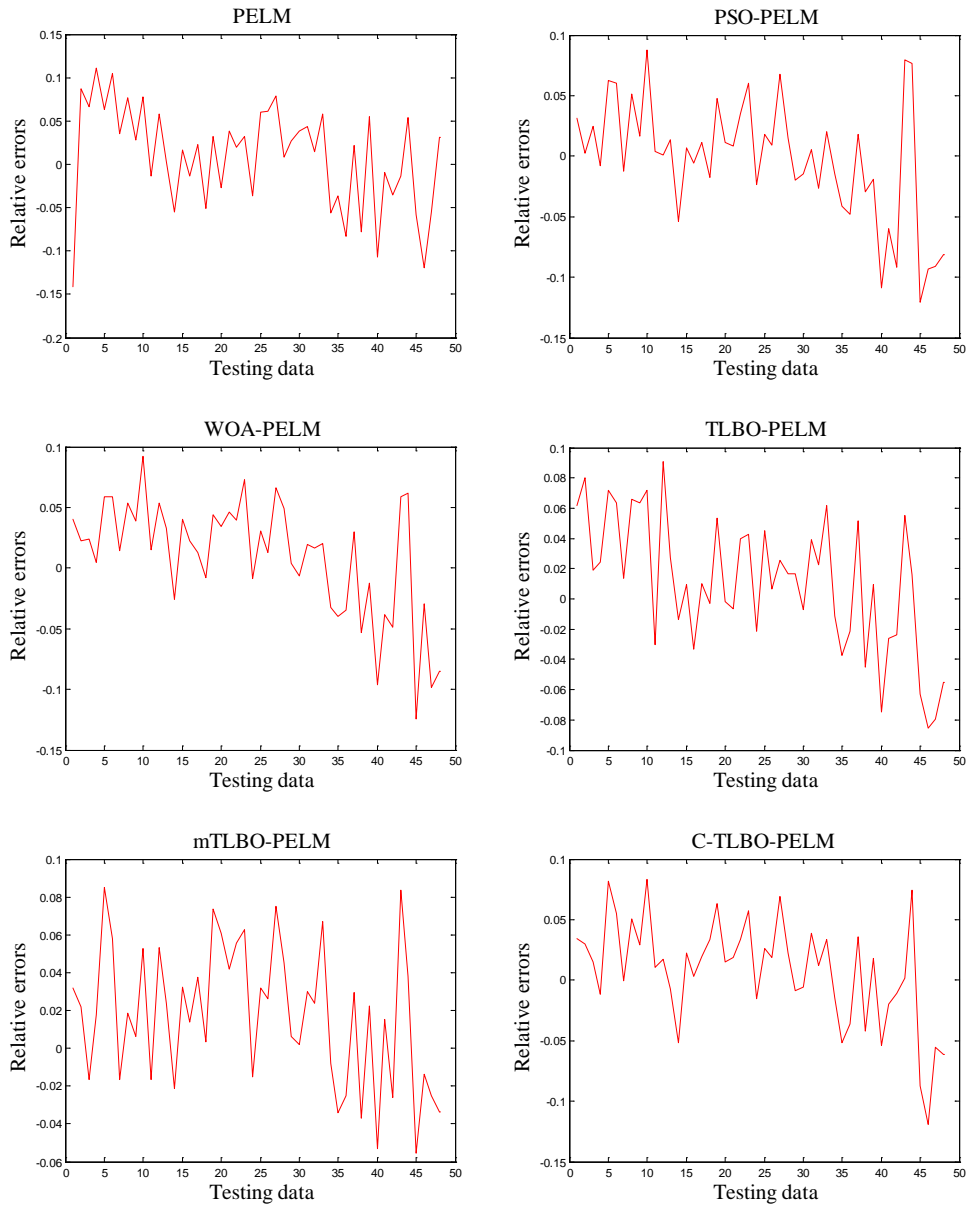 PELM
0.15
0.1
0.05
0
-0.05
-0.1
-0.15
-0.2
Relative errors
0 5 10 15 20 25 30 35 40 45 50
Testing data
PSO-PELM
0.1
0.05
0
-0.05
-0.1
-0.15
Relative errors
0 5 10 15 20 25 30 35 40 45 50
Testing data
WOA-PELM
0.1
0.05
0
-0.05
-0.1
-0.15
Relative errors
0 5 10 15 20 25 30 35 40 45 50
Testing data
TLBO-PELM
0.1
0.08
0.06
0.04
0.02
0
-0.02
-0.04
-0.06
-0.08
-0.1
Relative errors
0 5 10 15 20 25 30 35 40 45 50
Testing data
mTLBO-PELM
0.1
0.08
0.06
0.04
0.02
0
-0.02
-0.04
-0.06
Relative errors
0 5 10 15 20 25 30 35 40 45 50
Testing data
C-TLBO-PELM
0.1
0.05
0
-0.05
-0.1
-0.15
Relative errors
0 5 10 15 20 25 30 35 40 45 50
Testing data